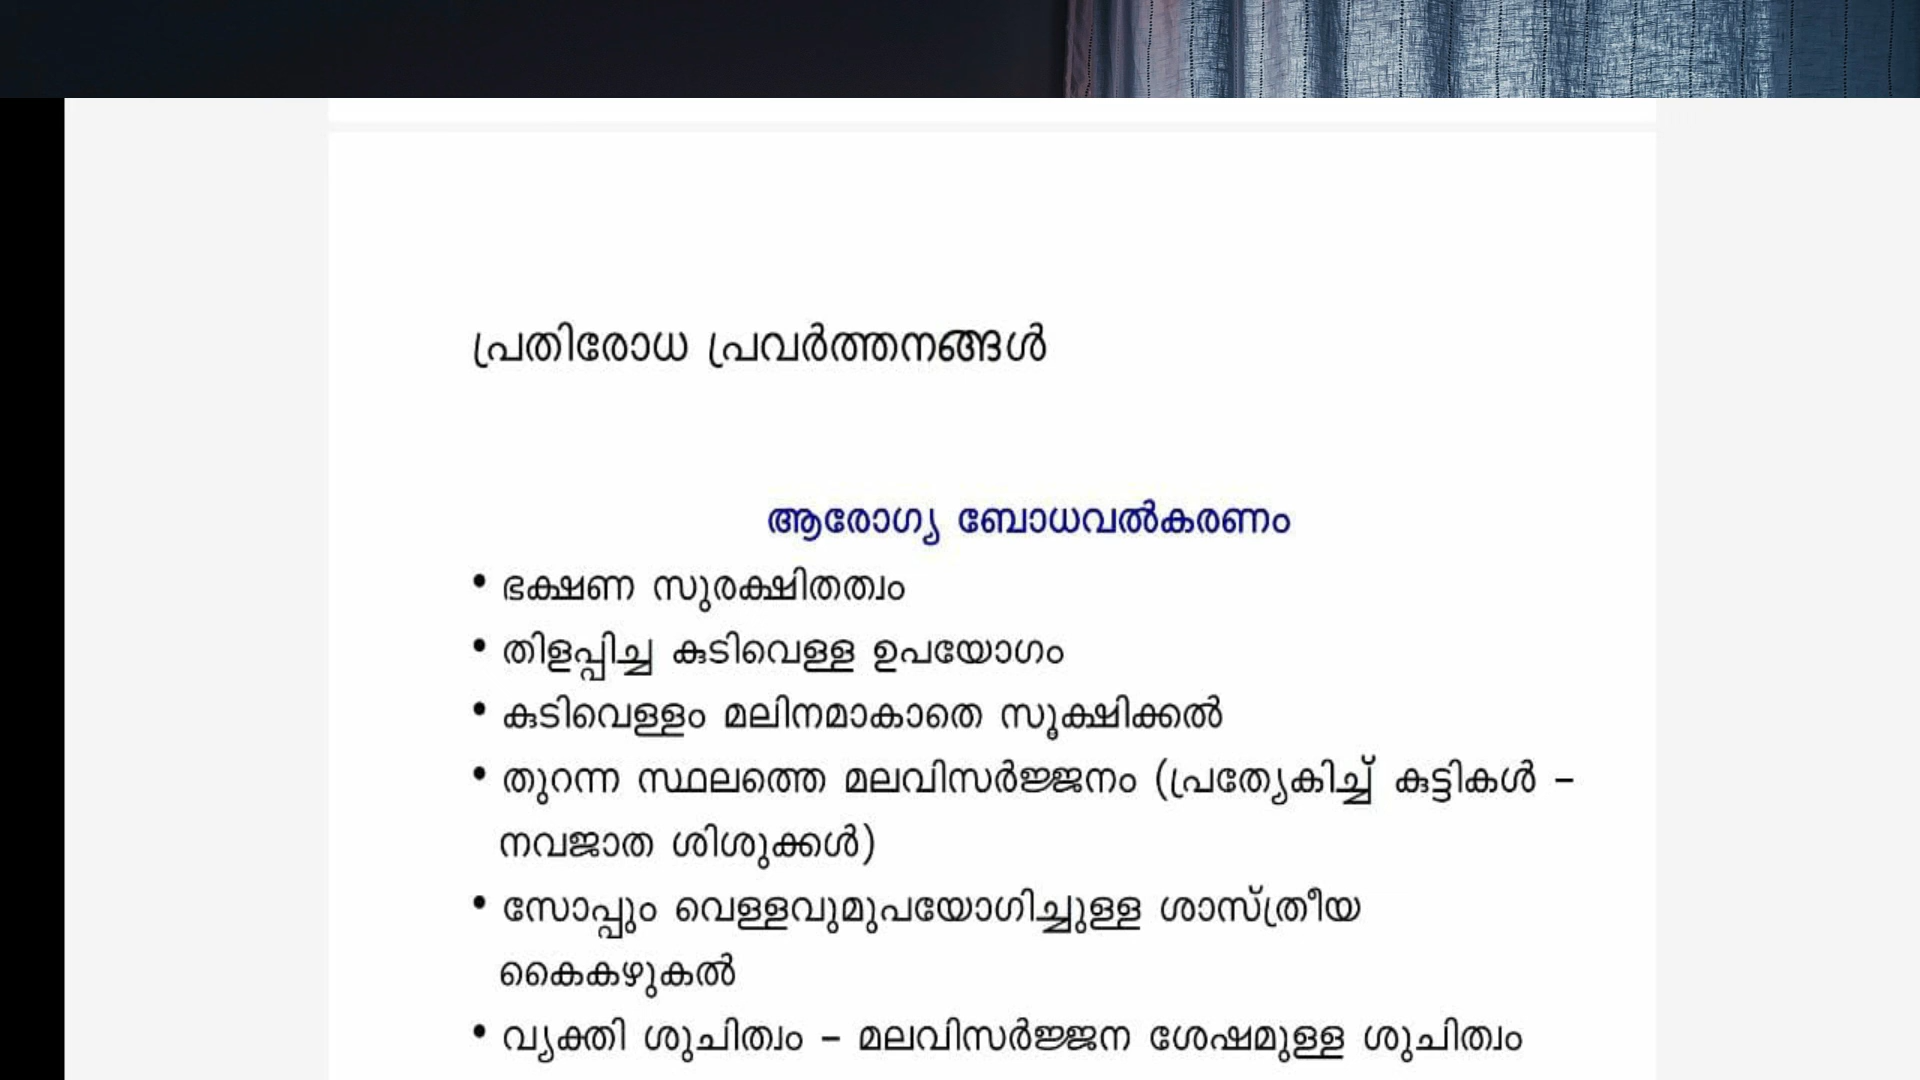 പ്രതിരോധ പ്രവർത്തനങ്ങൾ
ആരോഗ്യ ബോധവൽകരണം
• ഭക്ഷണ സുരക്ഷിതത്വം
• തിളപ്പിച്ച കുടിവെള്ള ഉപയോഗം
• കുടിവെള്ളം മലിനമാകാതെ സൂക്ഷിക്കൽ
• തുറന്ന സ്ഥലത്തെ മലവിസർജ്ജനം (പ്രത്യേകിച്ച് കുട്ടികൾ –
നവജാത ശിശുക്കൾ)
• സോപ്പും വെള്ളവുമുപയോഗിച്ചുള്ള ശാസ്ത്രീയ
കൈകഴുകൽ
• വ്യക്തി ശുചിത്വം – മലവിസർജ്ജന ശേഷമുള്ള ശുചിത്വം